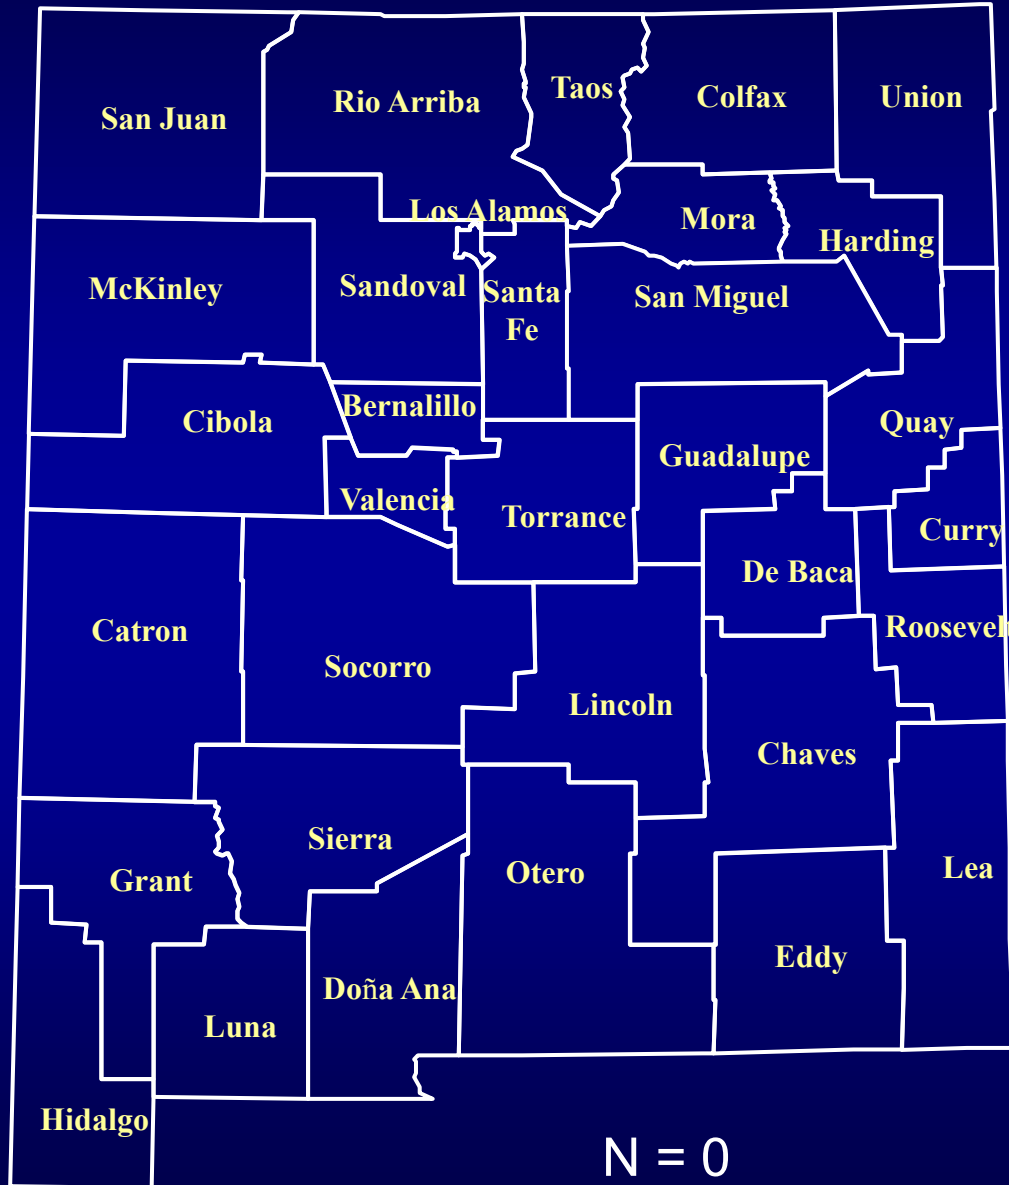 Taos
Colfax
Union
Rio Arriba
San Juan
Los Alamos
Mora
Harding
McKinley
Sandoval
Santa
Fe
San Miguel
Bernalillo
Cibola
Quay
Guadalupe
Valencia
Torrance
Curry
De Baca
Catron
Roosevelt
Socorro
Lincoln
Chaves
Sierra
Otero
Lea
Grant
Eddy
Doña Ana
Luna
Hidalgo
N = 0